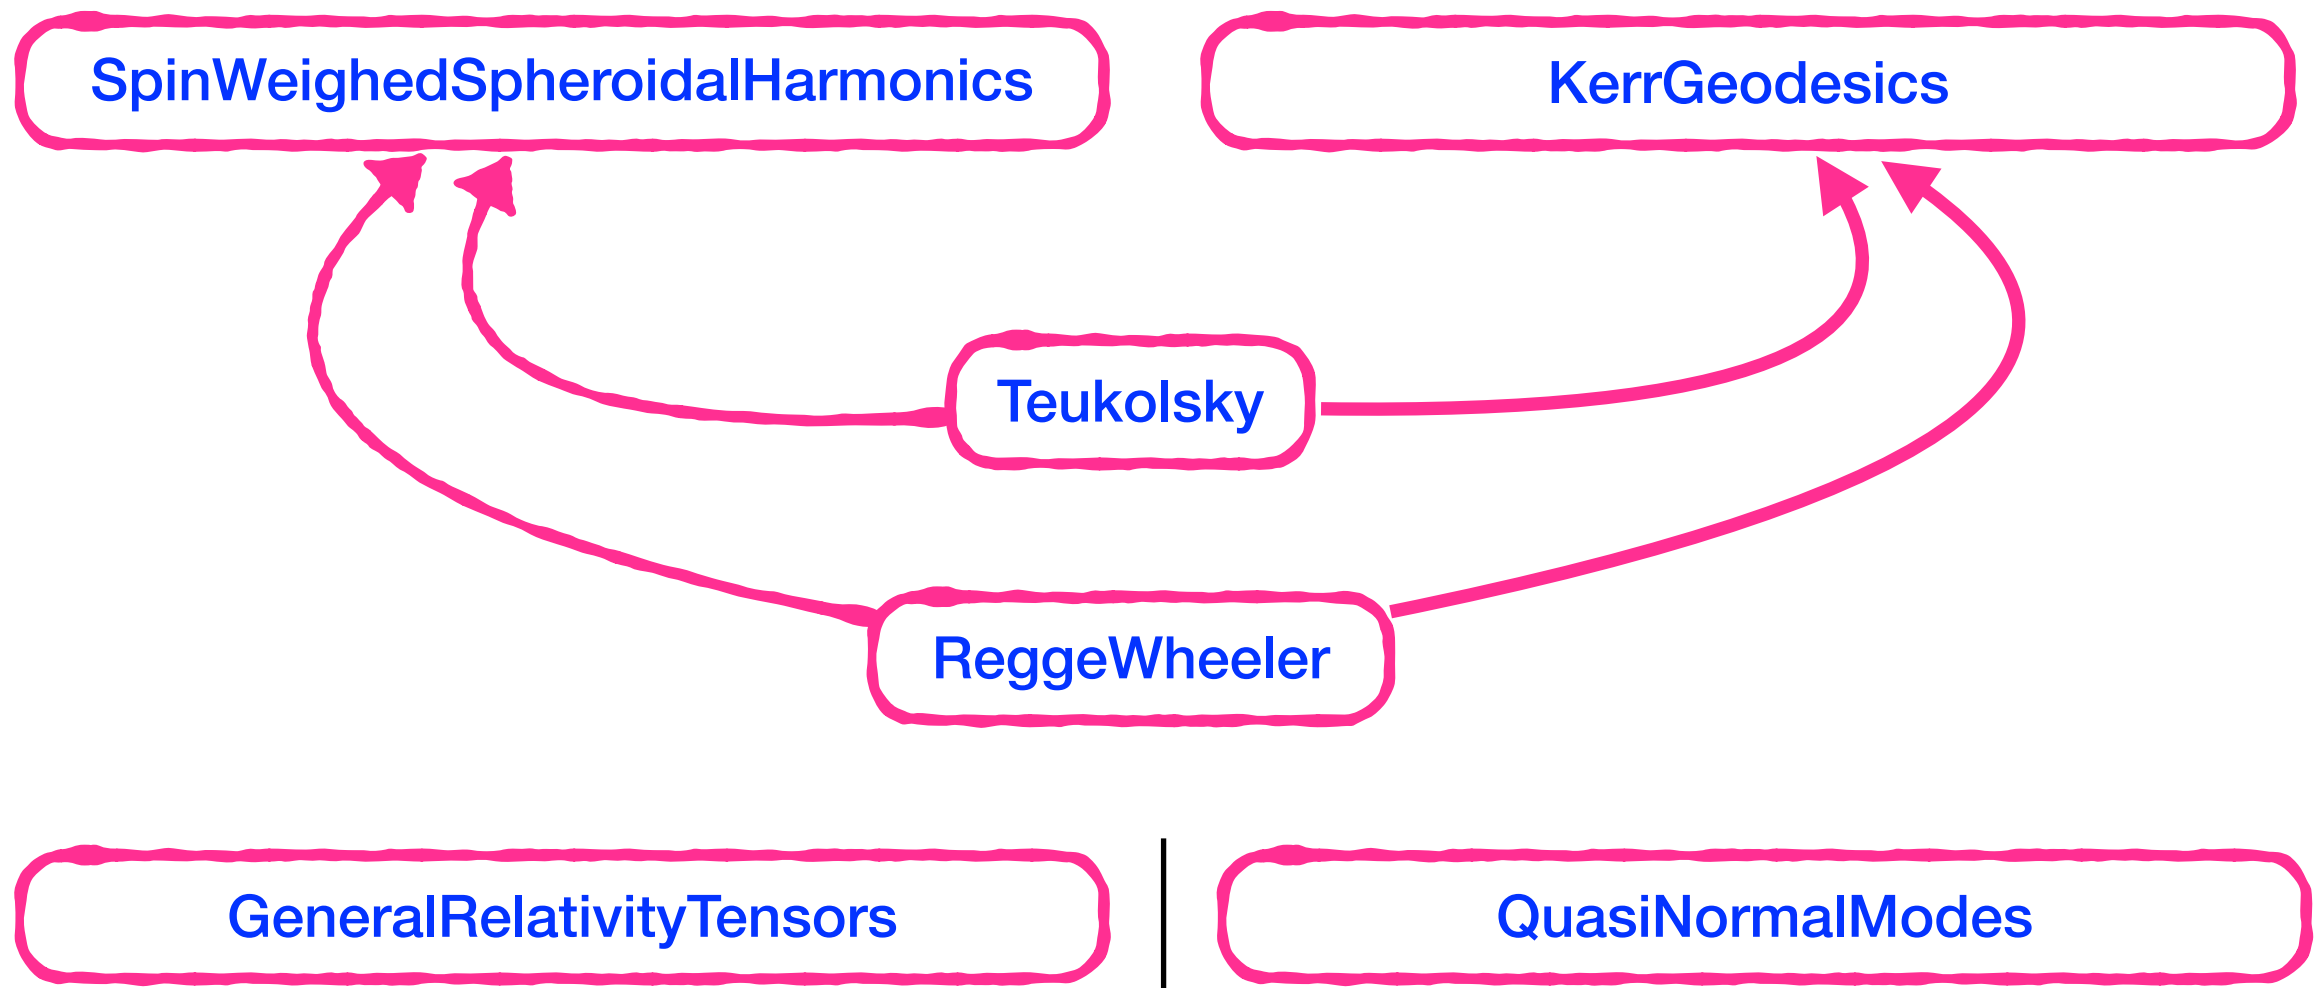 SpinWeighedSpheroidalHarmonics
KerrGeodesics
Teukolsky
ReggeWheeler
GeneralRelativityTensors
QuasiNormalModes